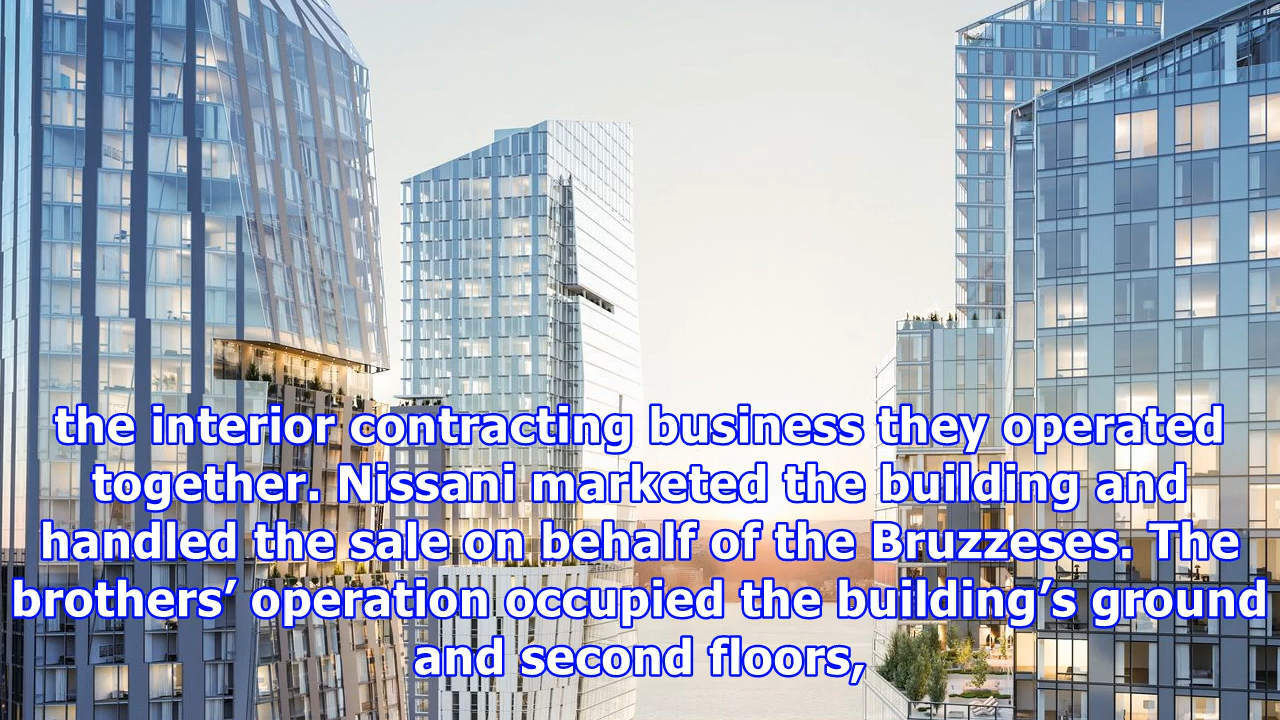 the interior contracting business they operated
together. Nissani marketed the building and
handled the sale on behalf of the Bruzzeses. The
brothers’ operation occupied the building’s ground
and second floors,